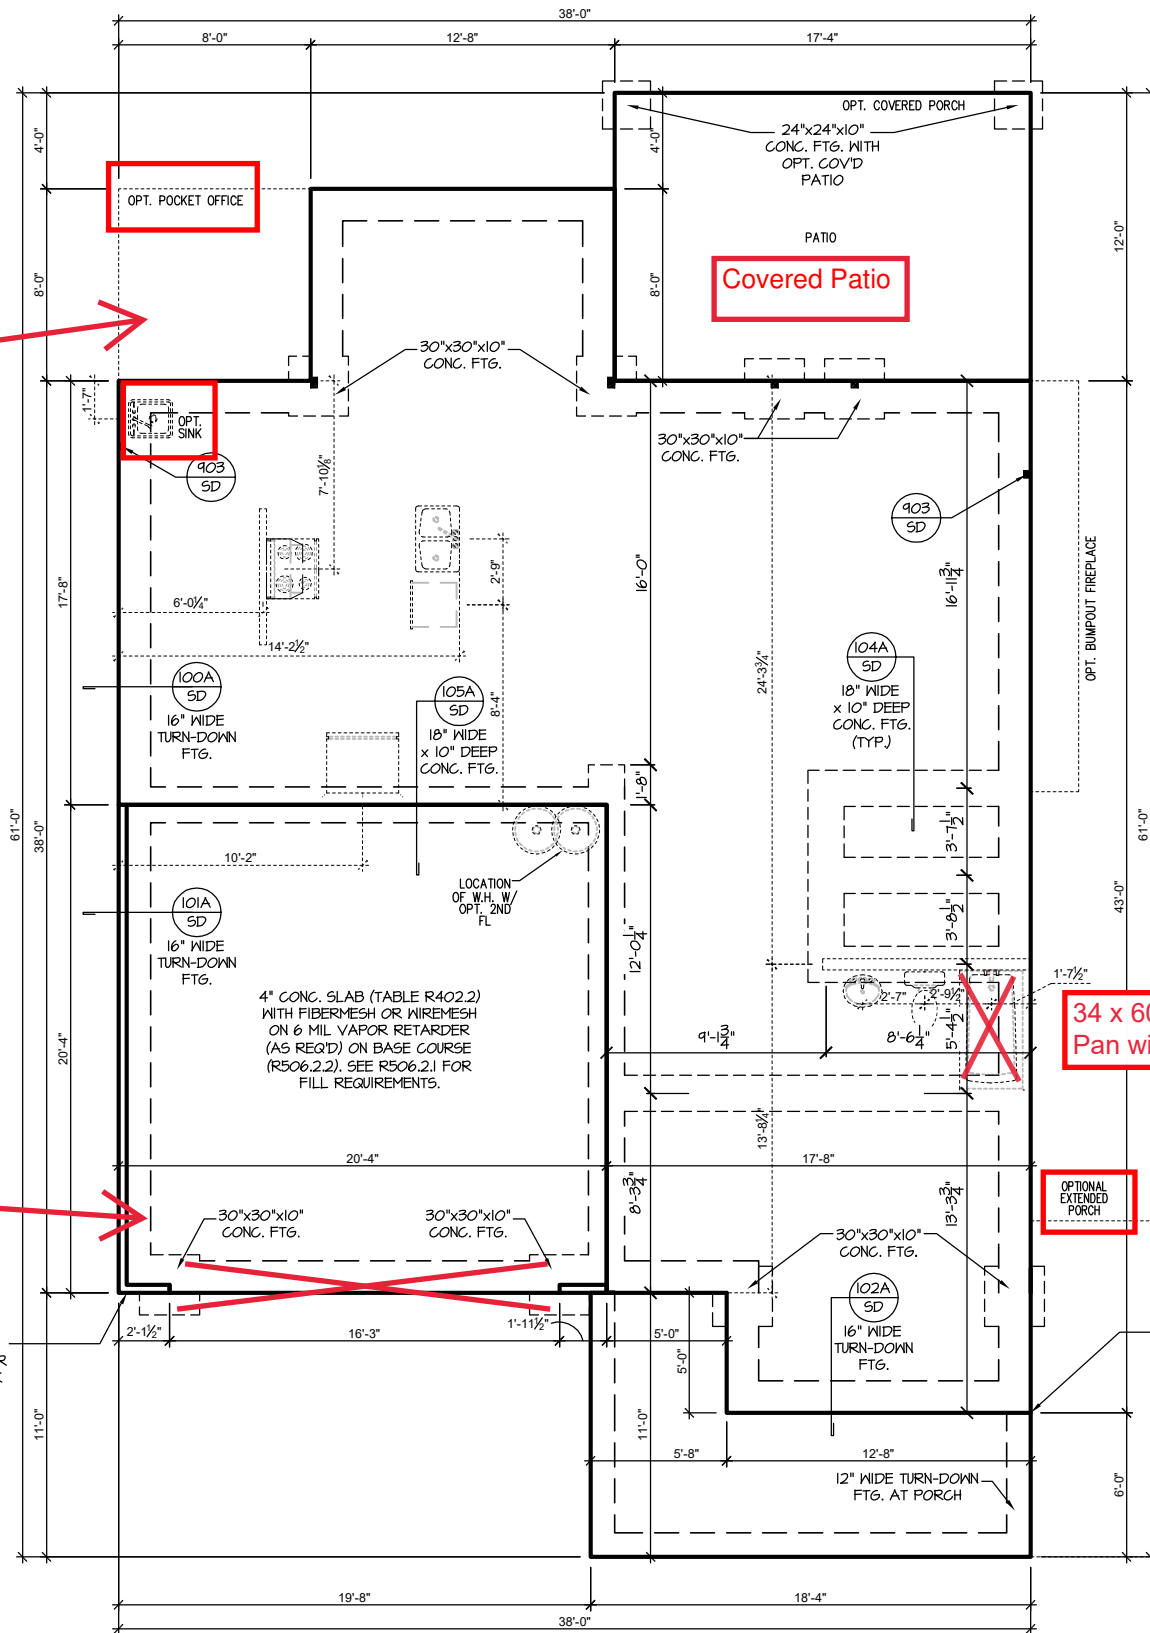 38'-0"
8'-0"
12'-8"
17'-4"
OPT. COVERED PORCH
24"x24"x10"
CONC. FTG. WITH
OPT. COV'D
PATIO
4'-0"
4'-0"
OPT. POCKET OFFICE
PATIO
12'-0"
Covered Patio
8'-0"
8'-0"
30"x30"x10"
CONC. FTG.
1'-7"
OPT.
SINK
30"x30"x10"
CONC. FTG.
903
SD
7'-10⅛"
903
SD
OPT. BUMPOUT FIREPLACE
17'-8"
2'-9"
16'-0"
16'-11¾"
6'-0¼"
14'-2½"
24'-3¾"
100A
SD
16" WIDE
TURN-DOWN
FTG.
105A
SD
18" WIDE
x 10" DEEP
CONC. FTG.
8'-4"
104A
SD
18" WIDE
x 10" DEEP
CONC. FTG.
(TYP.)
1'-8"
61'-0"
38'-0"
61'-0"
3'-7½"
10'-2"
LOCATION
OF W.H. W/
OPT. 2ND
FL
43'-0"
101A
SD
16" WIDE
TURN-DOWN
FTG.
3'-8½"
12'-0¼"
4" CONC. SLAB (TABLE R402.2)
WITH FIBERMESH OR WIREMESH
ON 6 MIL VAPOR RETARDER
(AS REQ'D) ON BASE COURSE
(R506.2.2). SEE R506.2.1 FOR
FILL REQUIREMENTS.
1'-7½"
2'-7"
2'-9½"
5'-4½"
34 x 60
Pan wi
9'-1¾"
8'-6¼"
20'-4"
13'-8¼"
20'-4"
17'-8"
8'-3¾"
13'-3¾"
OPTIONAL
EXTENDED
PORCH
30"x30"x10"
CONC. FTG.
30"x30"x10"
CONC. FTG.
30"x30"x10"
CONC. FTG.
102A
SD
16" WIDE
TURN-DOWN
FTG.
2'-1½"
16'-3"
1'-11½"
5'-0"
5'-0"
11'-0"
11'-0"
5'-8"
12'-8"
12" WIDE TURN-DOWN
FTG. AT PORCH
6'-0"
19'-8"
18'-4"
38'-0"